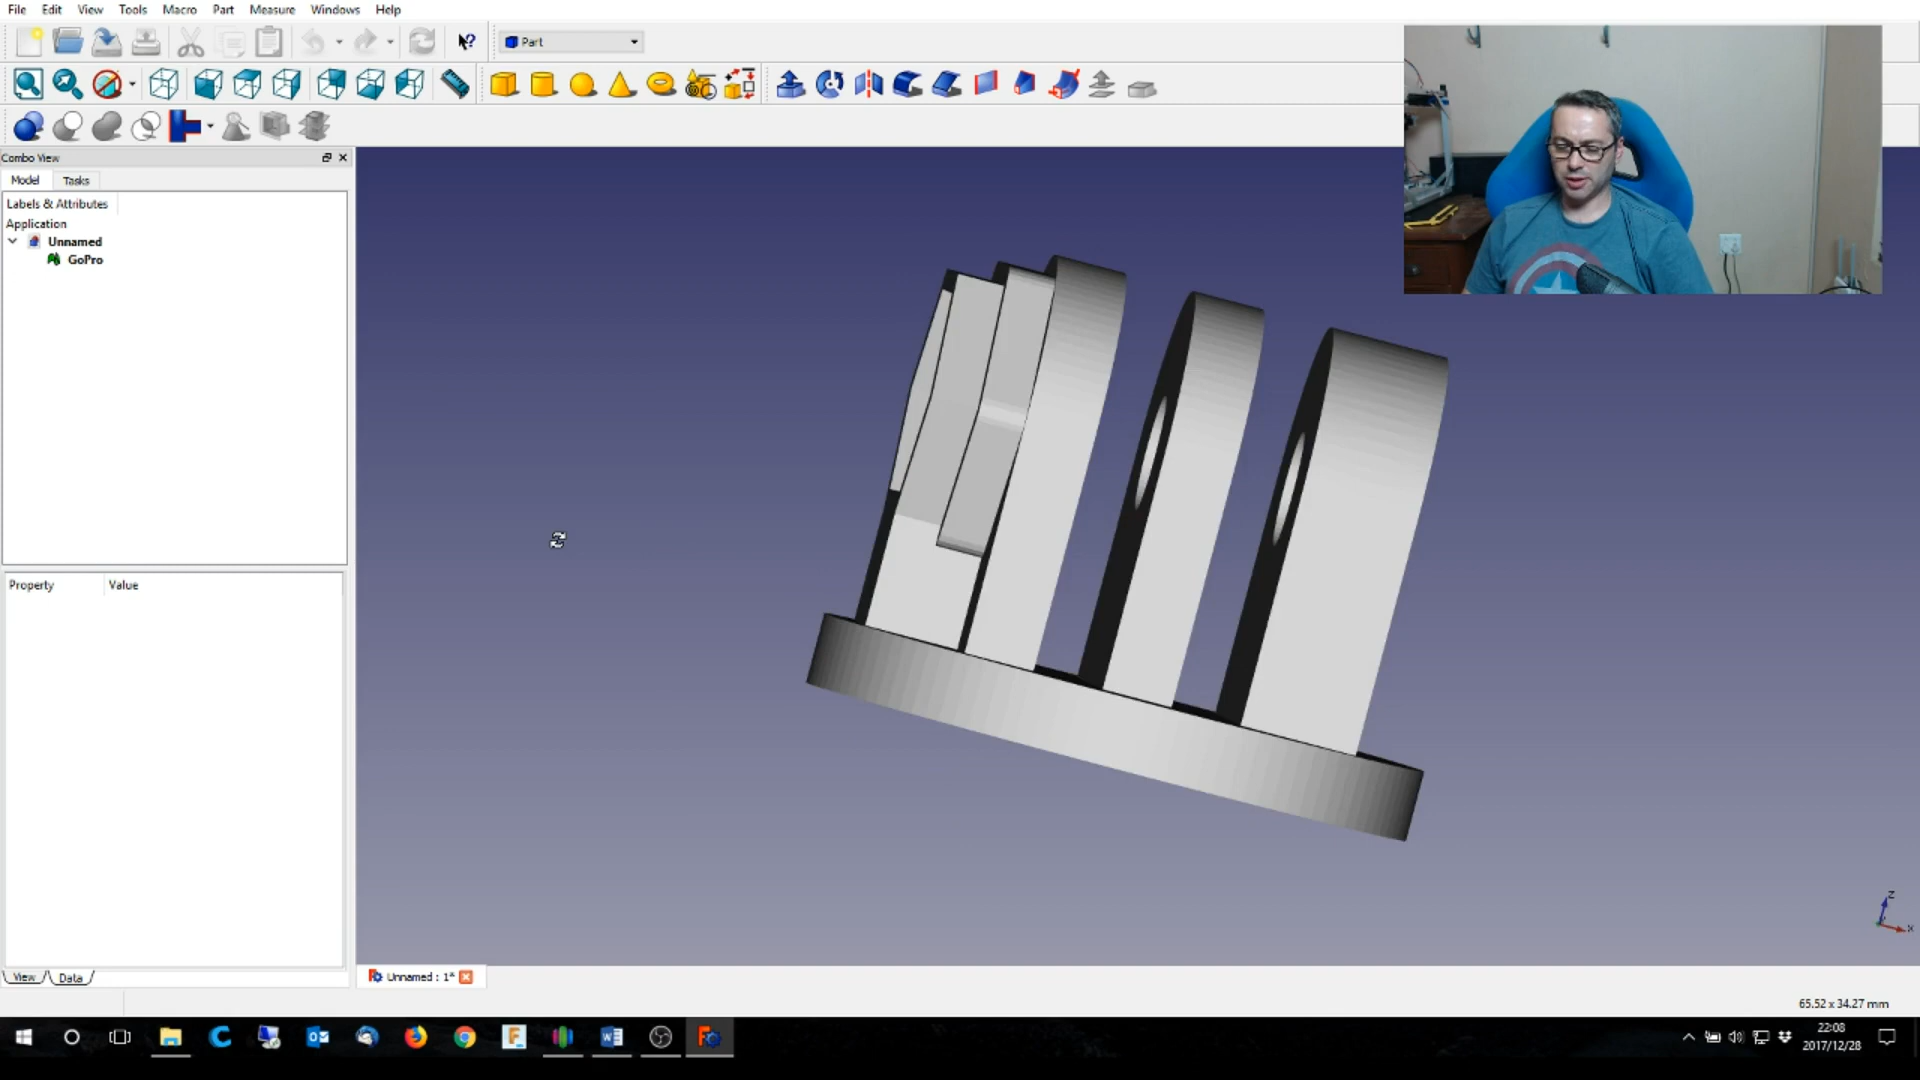 File Edit View Tools Macro Part Measure Windows Help
Part
Combo View
Model Tasks
Labels & Attributes
Application
Unnamed
GoPro
Property Value
View Data
Unnamed : 1*
65.52 x 34.27 mm
22:08
2017/12/28
Z
X